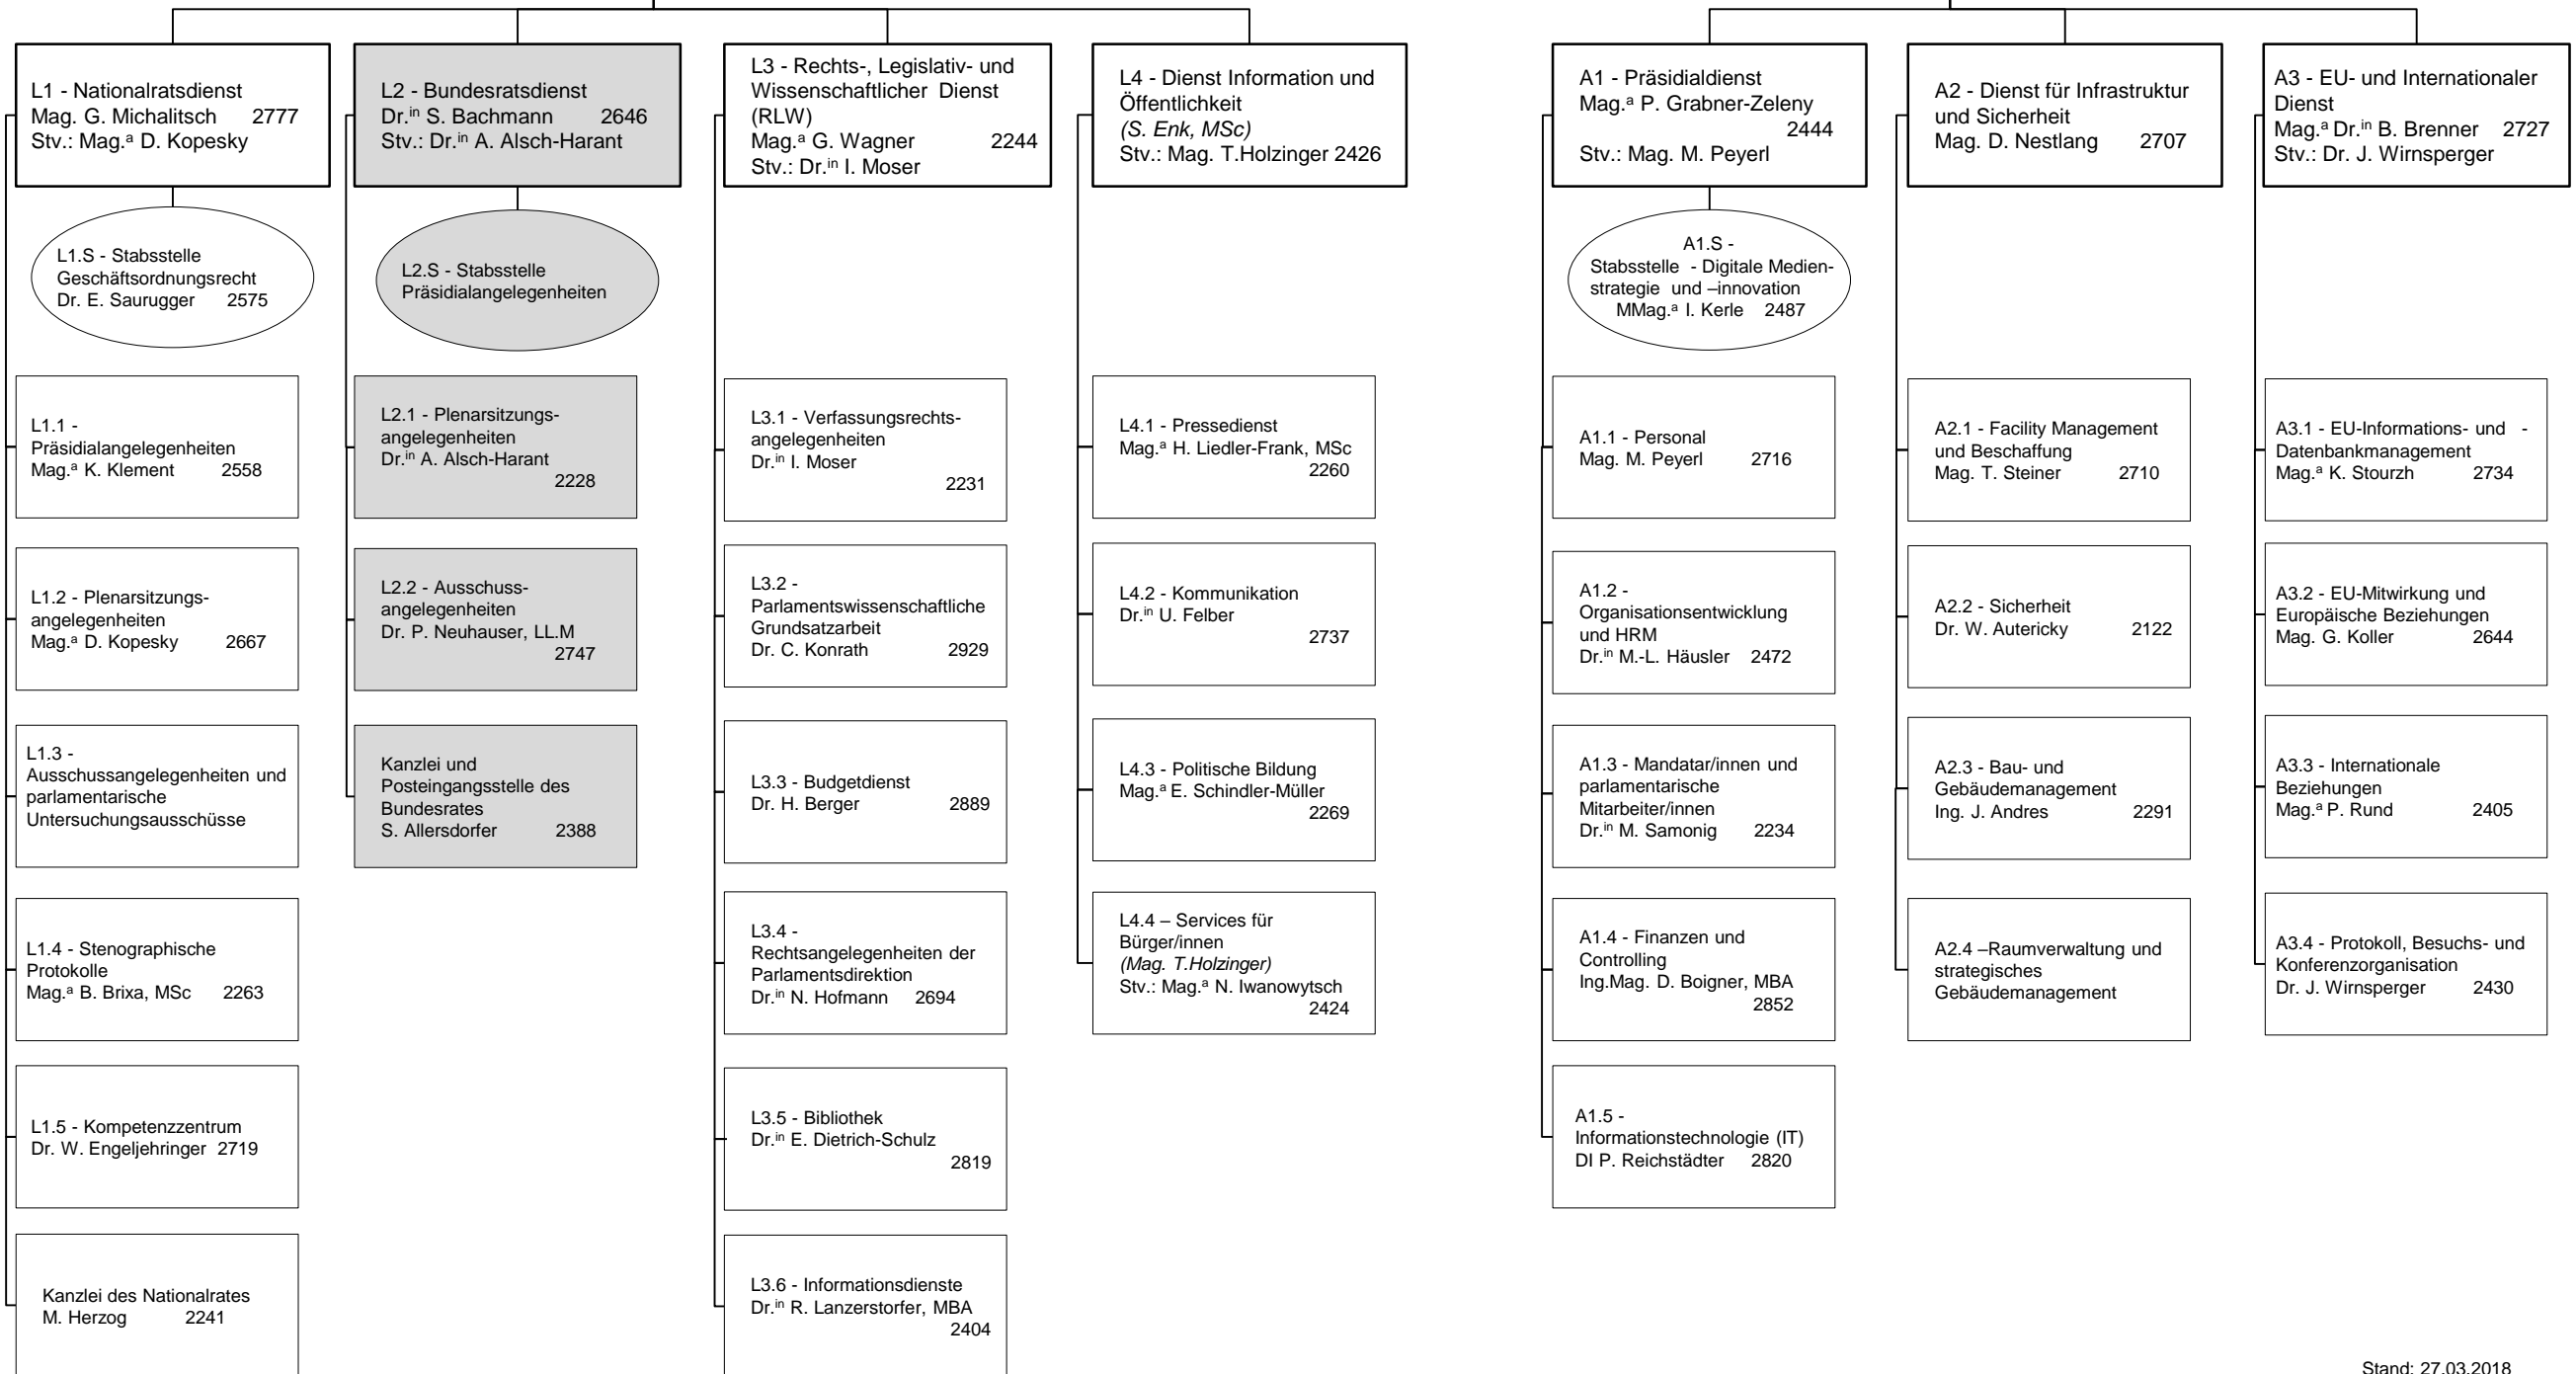 L1 - Nationalratsdienst
Mag. G. Michalitsch 2777
Stv.: Mag.ª D. Kopesky
L1.S - Stabsstelle
Geschäftsordnungsrecht
Dr. E. Saurugger 2575
L1.1 -
Präsidialangelegenheiten
Mag.ª K. Klement 2558
L1.2 - Plenarsitzungs-
angelegenheiten
Mag.ª D. Kopesky 2667
L1.3 -
Ausschussangelegenheiten und
parlamentarische
Untersuchungsausschüsse
L1.4 - Stenographische
Protokolle
Mag.ª B. Brixa, MSc 2263
L1.5 - Kompetenzzentrum
Dr. W. Engeljehringer 2719
Kanzlei des Nationalrates
M. Herzog 2241
L2 - Bundesratsdienst
Dr.ⁱⁿ S. Bachmann 2646
Stv.: Dr.ⁱⁿ A. Alsch-Harant
L2.S - Stabsstelle
Präsidialangelegenheiten
L2.1 - Plenarsitzungs-
angelegenheiten
Dr.ⁱⁿ A. Alsch-Harant
2228
L2.2 - Ausschuss-
angelegenheiten
Dr. P. Neuhauser, LL.M
2747
Kanzlei und
Posteingangsstelle des
Bundesrates
S. Allersdorfer 2388
L3 - Rechts-, Legislativ- und
Wissenschaftlicher Dienst
(RLW)
Mag.ª G. Wagner 2244
Stv.: Dr.ⁱⁿ I. Moser
L3.1 - Verfassungsrechts-
angelegenheiten
Dr.ⁱⁿ I. Moser
2231
L3.2 -
Parlamentswissenschaftliche
Grundsatzarbeit
Dr. C. Konrath 2929
L3.3 - Budgetdienst
Dr. H. Berger 2889
L3.4 -
Rechtsangelegenheiten der
Parlamentsdirektion
Dr.ⁱⁿ N. Hofmann 2694
L3.5 - Bibliothek
Dr.ⁱⁿ E. Dietrich-Schulz
2819
L3.6 - Informationsdienste
Dr.ⁱⁿ R. Lanzerstorfer, MBA
2404
L4 - Dienst Information und
Öffentlichkeit
(S. Enk, MSc)
Stv.: Mag. T.Holzinger 2426
L4.1 - Pressedienst
Mag.ª H. Liedler-Frank, MSc
2260
L4.2 - Kommunikation
Dr.ⁱⁿ U. Felber
2737
L4.3 - Politische Bildung
Mag.ª E. Schindler-Müller
2269
L4.4 – Services für
Bürger/innen
(Mag. T.Holzinger)
Stv.: Mag.ª N. Iwanowytsch
2424
A1 - Präsidialdienst
Mag.ª P. Grabner-Zeleny
2444
Stv.: Mag. M. Peyerl
A1.S -
Stabsstelle - Digitale Medien-
strategie und –innovation
MMag.ª I. Kerle 2487
A1.1 - Personal
Mag. M. Peyerl 2716
A1.2 -
Organisationsentwicklung
und HRM
Dr.ⁱⁿ M.-L. Häusler 2472
A1.3 - Mandatar/innen und
parlamentarische
Mitarbeiter/innen
Dr.ⁱⁿ M. Samonig 2234
A1.4 - Finanzen und
Controlling
Ing.Mag. D. Boigner, MBA
2852
A1.5 -
Informationstechnologie (IT)
DI P. Reichstädter 2820
A2 - Dienst für Infrastruktur
und Sicherheit
Mag. D. Nestlang 2707
A2.1 - Facility Management
und Beschaffung
Mag. T. Steiner 2710
A2.2 - Sicherheit
Dr. W. Autericky 2122
A2.3 - Bau- und
Gebäudemanagement
Ing. J. Andres 2291
A2.4 –Raumverwaltung und
strategisches
Gebäudemanagement
A3 - EU- und Internationaler
Dienst
Mag.ª Dr.ⁱⁿ B. Brenner 2727
Stv.: Dr. J. Wirnsperger
A3.1 - EU-Informations- und -
Datenbankmanagement
Mag.ª K. Stourzh 2734
A3.2 - EU-Mitwirkung und
Europäische Beziehungen
Mag. G. Koller 2644
A3.3 - Internationale
Beziehungen
Mag.ª P. Rund 2405
A3.4 - Protokoll, Besuchs- und
Konferenzorganisation
Dr. J. Wirnsperger 2430
Stand: 27.03.2018